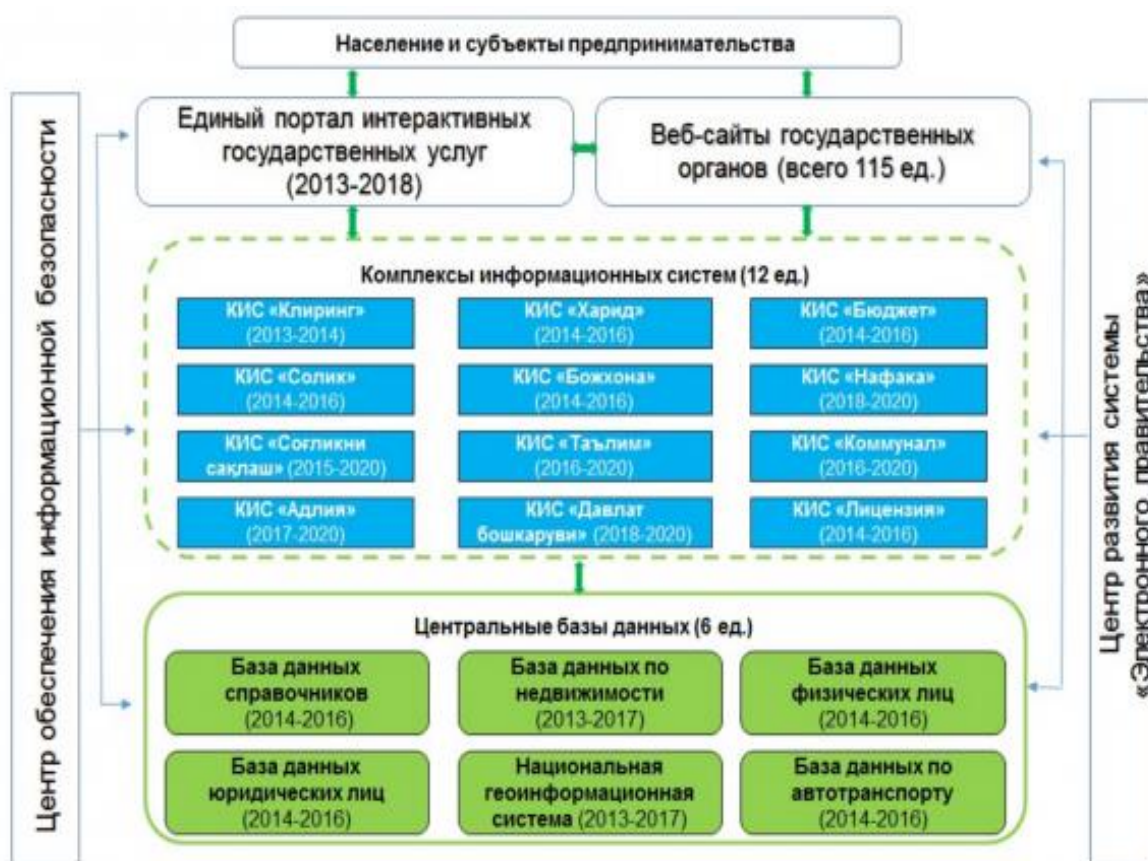 Население и субъекты предпринимательства
Единый портал интерактивных
государственных услуг
(2013-2018)
Веб-сайты государственных
органов (всего 115 ед.)
Центр обеспечения информационной безопасности
Центр развития системы
«Электронного правительства»
Комплексы информационных систем (12 ед.)
КИС «Клиринг»
(2013-2014)
КИС «Харид»
(2014-2016)
КИС «Бюджет»
(2014-2016)
КИС «Солик»
(2014-2016)
КИС «Божхона»
(2014-2016)
КИС «Нафака»
(2018-2020)
КИС «Соғликни
сақлаш» (2015-2020)
КИС «Таълим»
(2016-2020)
КИС «Коммунал»
(2016-2020)
КИС «Адлия»
(2017-2020)
КИС «Давлат
бошкаруви» (2018-2020)
КИС «Лицензия»
(2014-2016)
Центральные базы данных (6 ед.)
База данных
справочников
(2014-2016)
База данных по
недвижимости
(2013-2017)
База данных
физических лиц
(2014-2016)
База данных
юридических лиц
(2014-2016)
Национальная
геоинформационная
система (2013-2017)
База данных по
автотранспорту
(2014-2016)